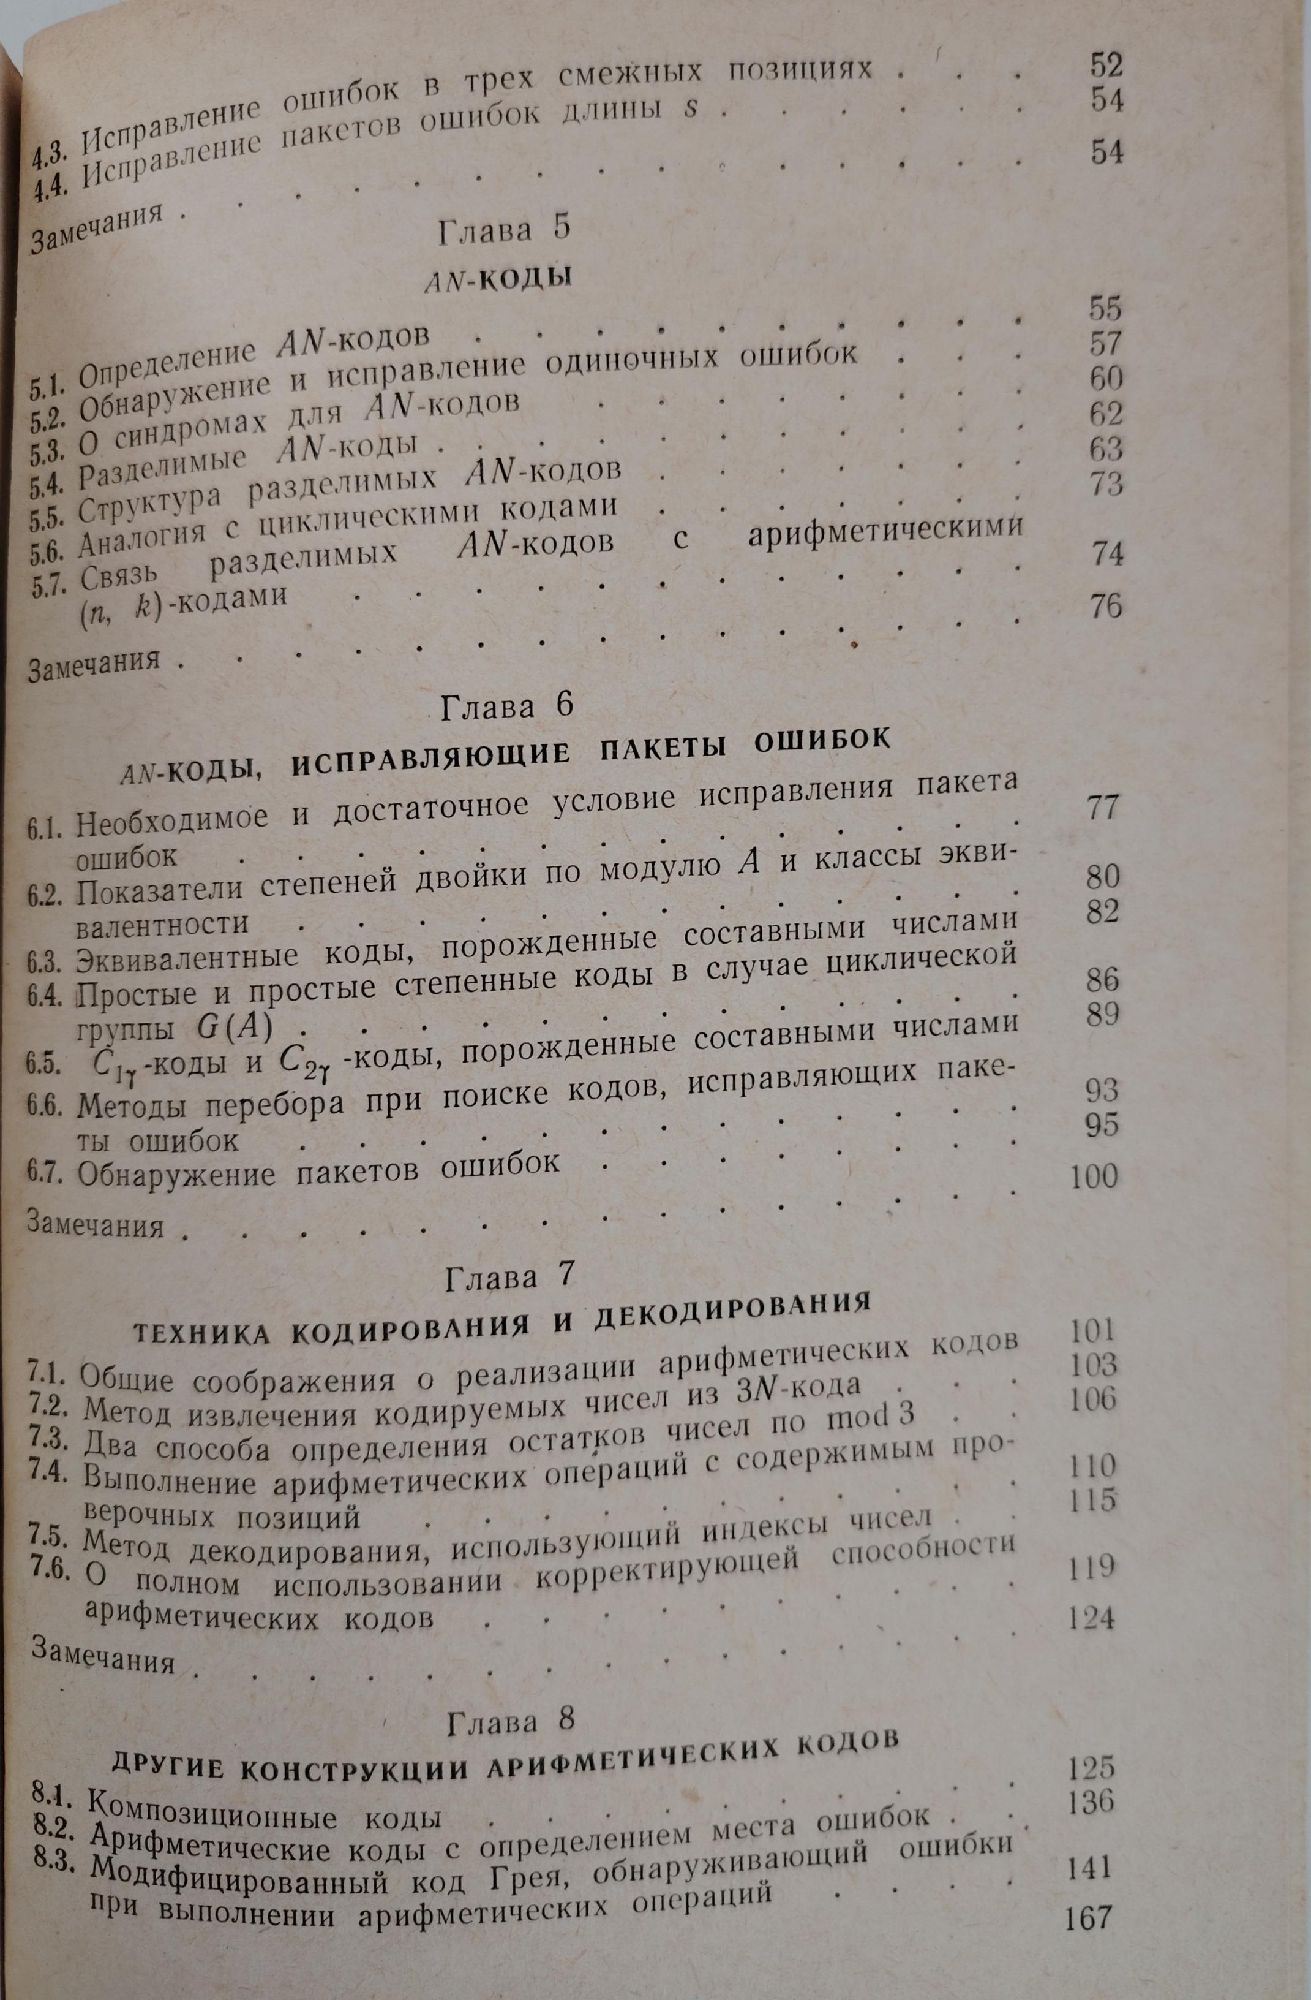 4.3. Исправление ошибок в трех смежных позициях . . . 52
4.4. Исправление пакетов ошибок длины s . . . . . . 54
Замечания . . . . . . . . . . . . . . . 54
Глава 5
AN-КОДЫ
5.1. Определение AN-кодов . . . . . . . . . . 55
5.2. Обнаружение и исправление одиночных ошибок . . . 57
5.3. О синдромах для AN-кодов . . . . . . . . 60
5.4. Разделимые AN-коды . . . . . . . . . . 62
5.5. Структура разделимых AN-кодов . . . . . . . 63
5.6. Аналогия с циклическими кодами . . . . . . . 73
5.7. Связь разделимых AN-кодов с арифметическими
(n, k)-кодами . . . . . . . . . . . . 74
Замечания . . . . . . . . . . . . . . . 76
Глава 6
AN-КОДЫ, ИСПРАВЛЯЮЩИЕ ПАКЕТЫ ОШИБОК
6.1. Необходимое и достаточное условие исправления пакета
ошибок . . . . . . . . . . . . . . 77
6.2. Показатели степеней двойки по модулю A и классы экви-
валентности . . . . . . . . . . . . . 80
6.3. Эквивалентные коды, порожденные составными числами 82
6.4. Простые и простые степенные коды в случае циклической
группы G(A) . . . . . . . . . . . . . 86
6.5. C1γ-коды и C2γ-коды, порожденные составными числами 89
6.6. Методы перебора при поиске кодов, исправляющих паке-
ты ошибок . . . . . . . . . . . . . 93
6.7. Обнаружение пакетов ошибок . . . . . . . . 95
Замечания . . . . . . . . . . . . . . . 100
Глава 7
ТЕХНИКА КОДИРОВАНИЯ И ДЕКОДИРОВАНИЯ
7.1. Общие соображения о реализации арифметических кодов 101
7.2. Метод извлечения кодируемых чисел из 3N-кода . . . 103
7.3. Два способа определения остатков чисел по mod 3 . . 106
7.4. Выполнение арифметических операций с содержимым про-
верочных позиций . . . . . . . . . . . 110
7.5. Метод декодирования, использующий индексы чисел . . 115
7.6. О полном использовании корректирующей способности
арифметических кодов . . . . . . . . . . 119
Замечания . . . . . . . . . . . . . . . 124
Глава 8
ДРУГИЕ КОНСТРУКЦИИ АРИФМЕТИЧЕСКИХ КОДОВ
8.1. Композиционные коды . . . . . . . . . . 125
8.2. Арифметические коды с определением места ошибок . . 136
8.3. Модифицированный код Грея, обнаруживающий ошибки
при выполнении арифметических операций . . . . 141
167